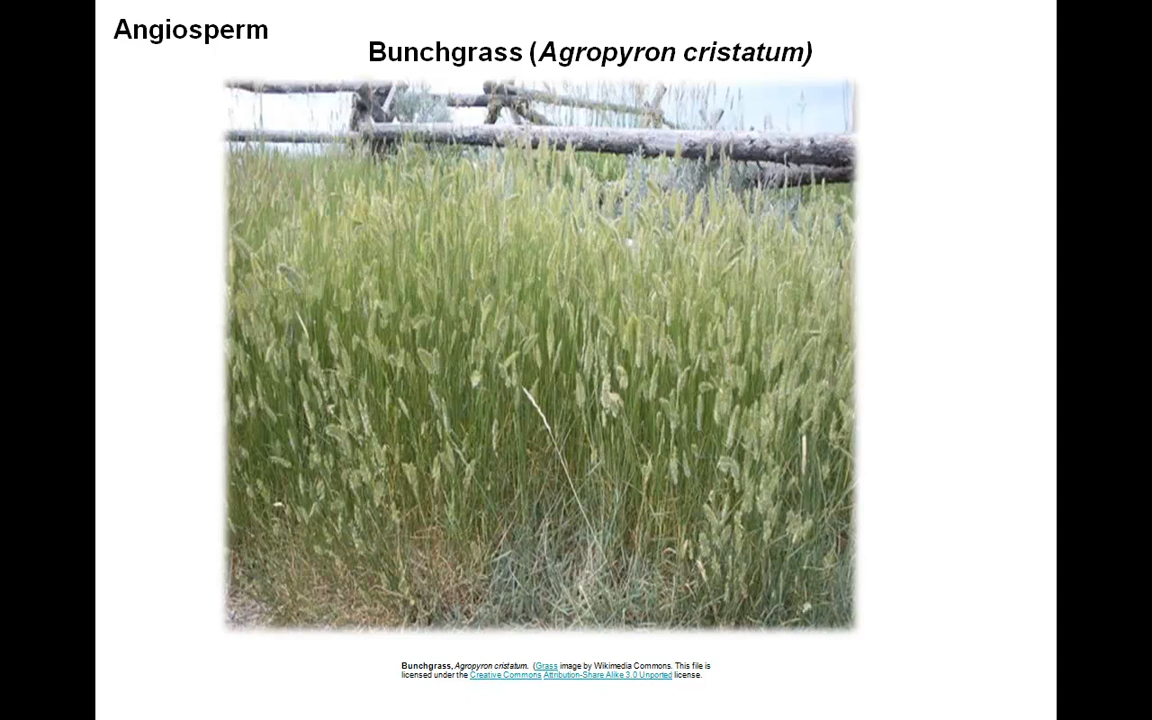 Angiosperm
Bunchgrass (Agropyron cristatum)
Bunchgrass, Agropyron cristatum. (Grass image by Wikimedia Commons. This file is
licensed under the Creative Commons Attribution-Share Alike 3.0 Unported license.